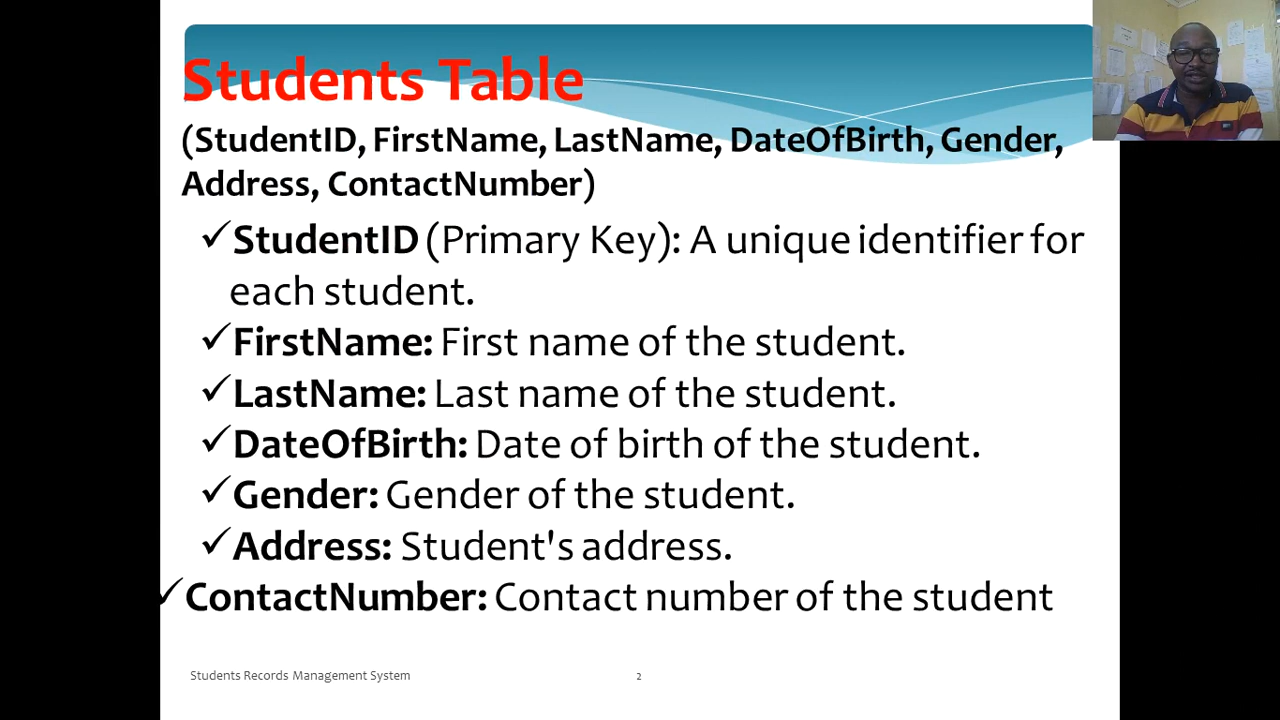 Students Table
(StudentID, FirstName, LastName, DateOfBirth, Gender,
Address, ContactNumber)
✓StudentID (Primary Key): A unique identifier for
each student.
✓FirstName: First name of the student.
✓LastName: Last name of the student.
✓DateOfBirth: Date of birth of the student.
✓Gender: Gender of the student.
✓Address: Student's address.
✓ContactNumber: Contact number of the student
Students Records Management System
2